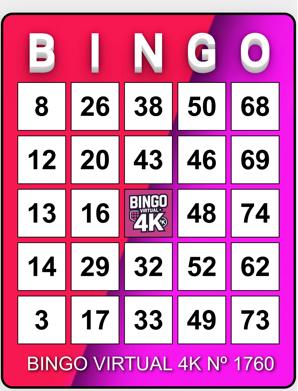 B I N G O
8 26 38 50 68
12 20 43 46 69
13 16 BINGO VIRTUAL 4K 48 74
14 29 32 52 62
3 17 33 49 73
BINGO VIRTUAL 4K Nº 1760